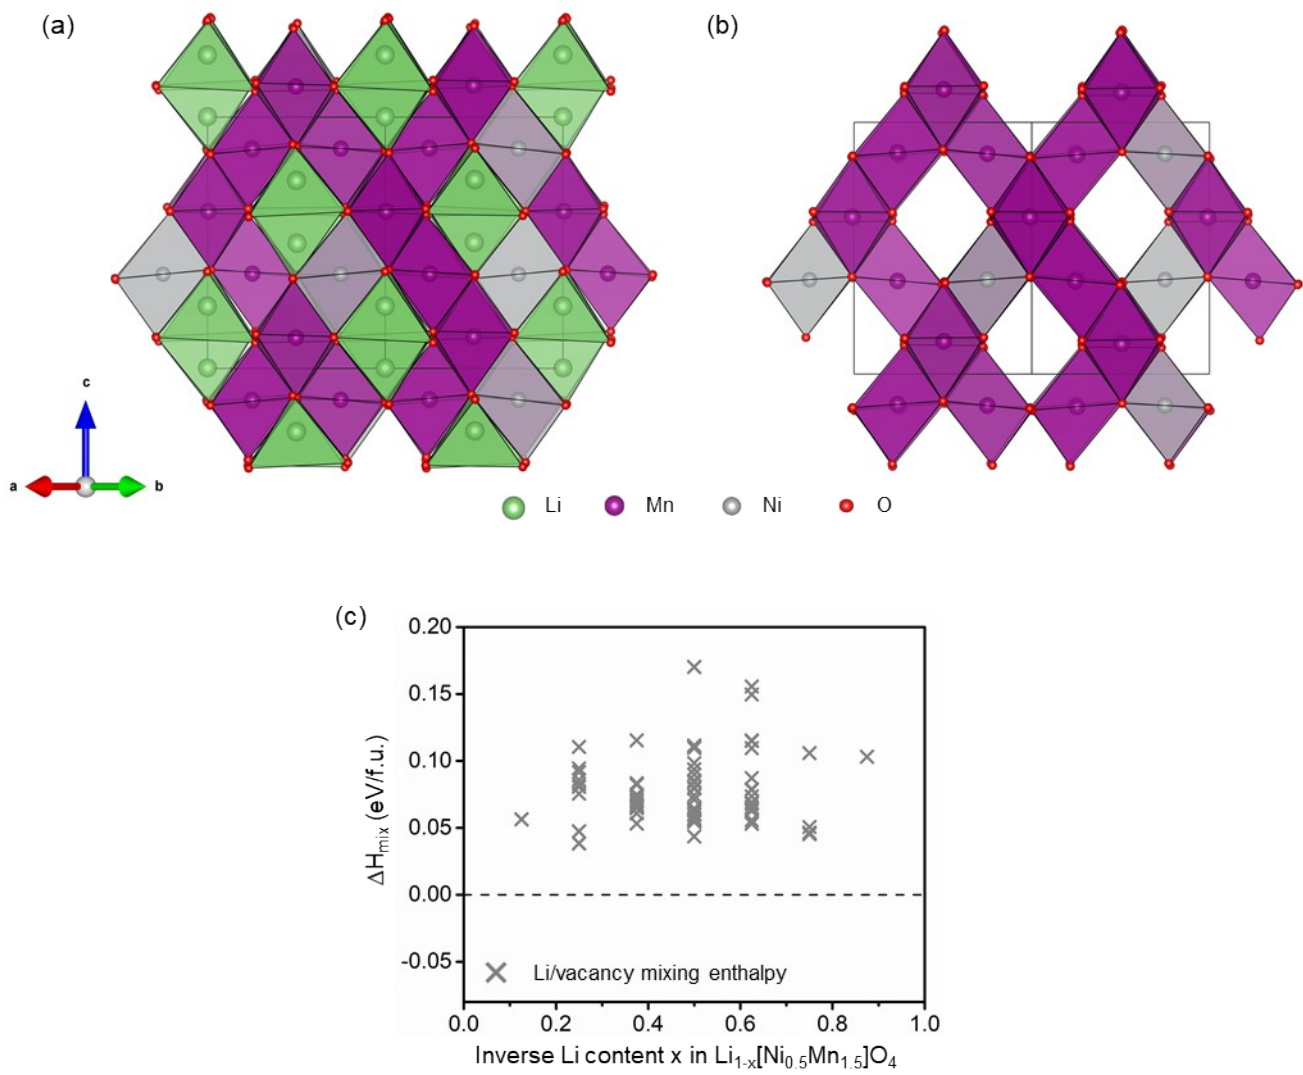 (a)
(b)
c
a
b
Li
Mn
Ni
O
(c)
0.20
0.15
0.10
0.05
0.00
-0.05
ΔHmix (eV/f.u.)
Li/vacancy mixing enthalpy
0.0
0.2
0.4
0.6
0.8
1.0
Inverse Li content x in Li1-x[Ni0.5Mn1.5]O4